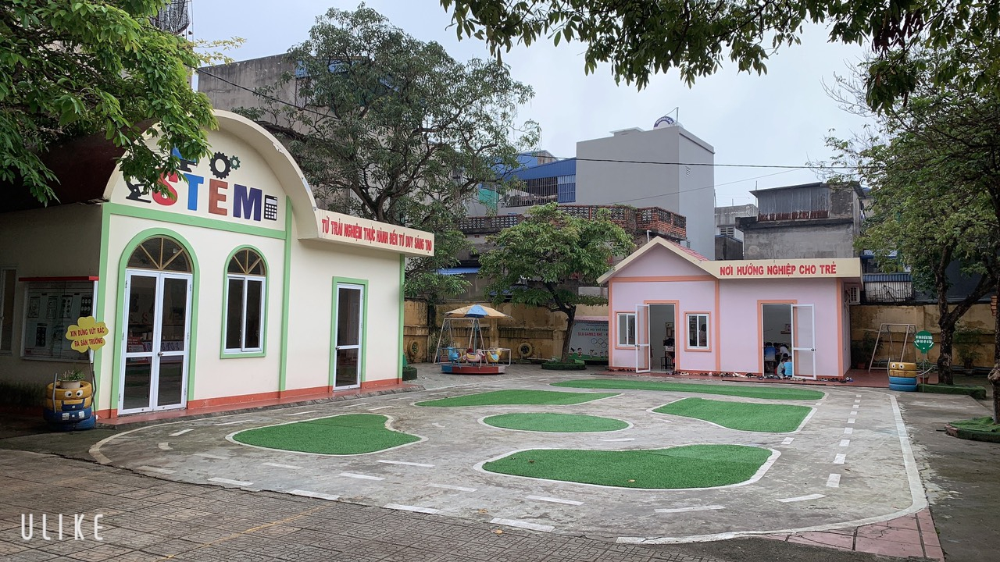 STEM
TỪ TRẢI NGHIỆM THỰC HÀNH ĐẾN TƯ DUY SÁNG TẠO
NƠI HƯỚNG NGHIỆP CHO TRẺ
XIN ĐỪNG VỨT RÁC
RA SÂN TRƯỜNG
ULIKE